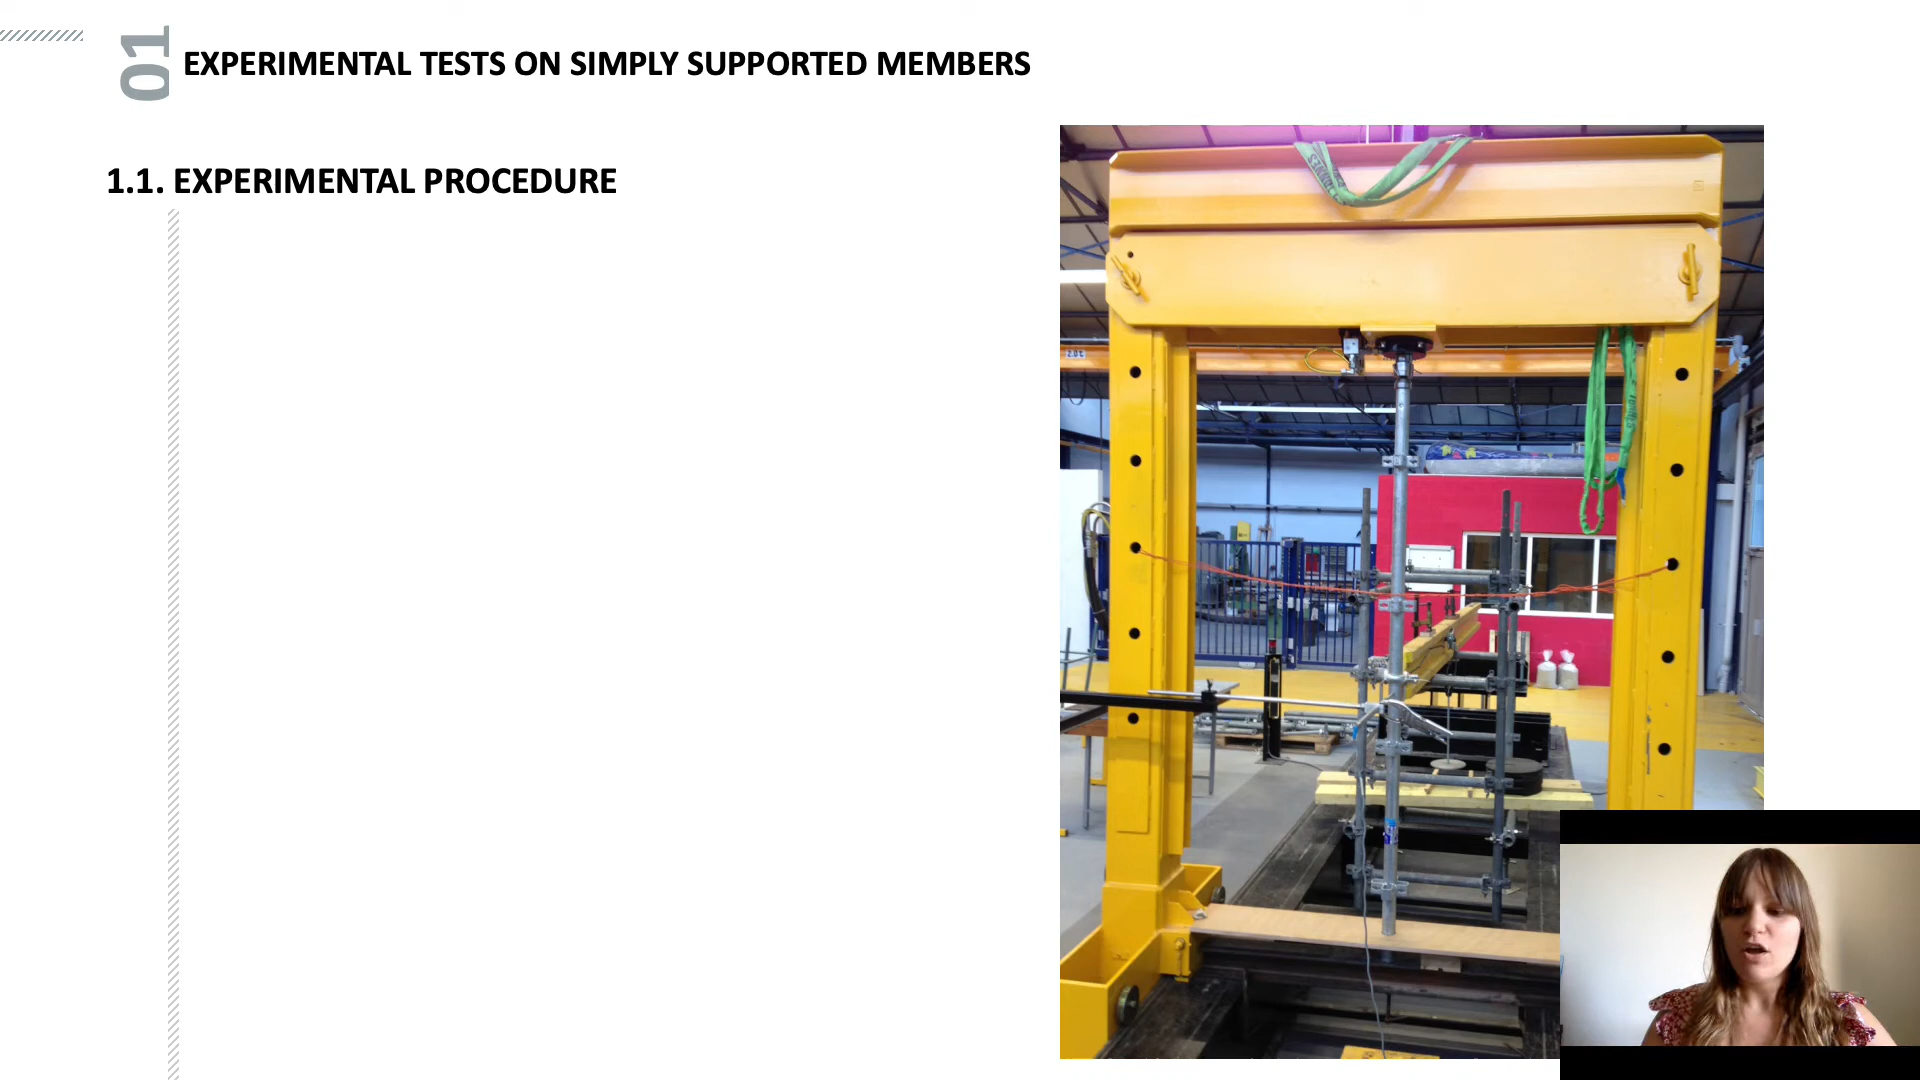 01
EXPERIMENTAL TESTS ON SIMPLY SUPPORTED MEMBERS
1.1. EXPERIMENTAL PROCEDURE